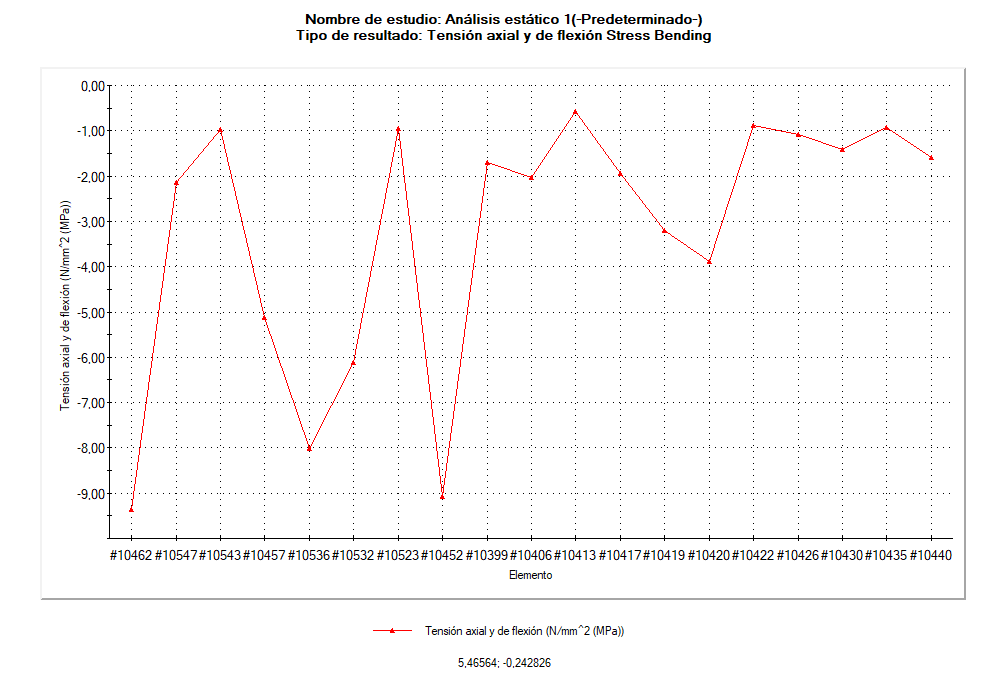 Nombre de estudio: Análisis estático 1(-Predeterminado-)
Tipo de resultado: Tensión axial y de flexión Stress Bending
0,00
-1,00
-2,00
-3,00
-4,00
-5,00
-6,00
-7,00
-8,00
-9,00
Tensión axial y de flexión (N/mm^2 (MPa))
#10462 #10547 #10543 #10457 #10536 #10532 #10523 #10452 #10399 #10406 #10413 #10417 #10419 #10420 #10422 #10426 #10430 #10435 #10440
Elemento
Tensión axial y de flexión (N/mm^2 (MPa))
5,46564; -0,242826